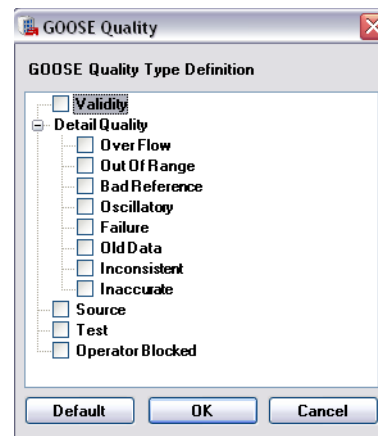 GOOSE Quality
GOOSE Quality Type Definition
Validity
Detail Quality
Over Flow
Out Of Range
Bad Reference
Oscillatory
Failure
Old Data
Inconsistent
Inaccurate
Source
Test
Operator Blocked
Default OK Cancel